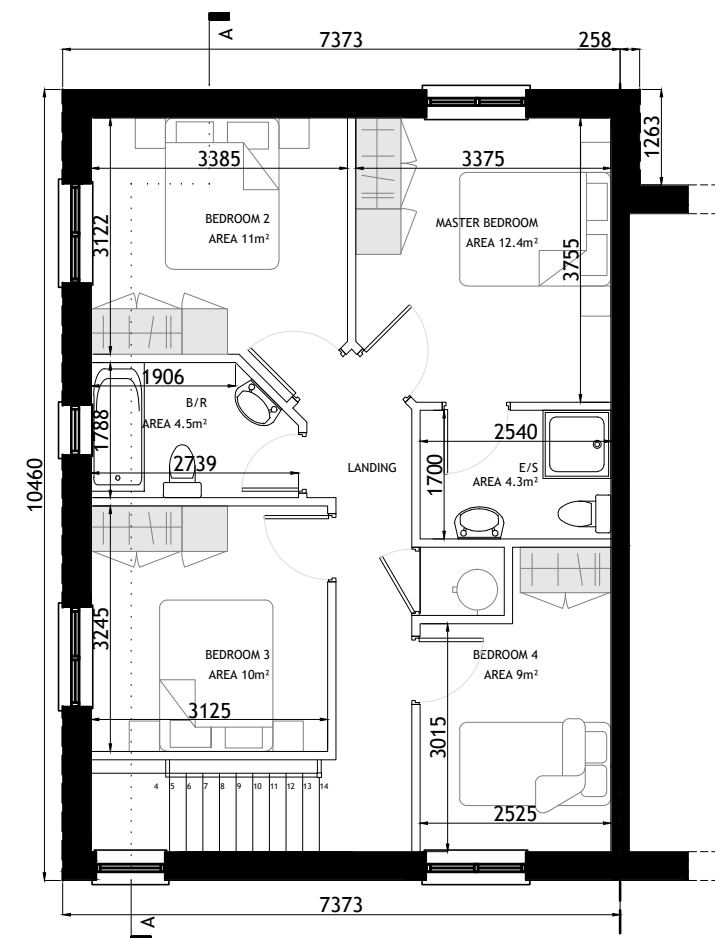 A
7373
258
1263
3385
3375
BEDROOM 2
AREA 11m²
MASTER BEDROOM
AREA 12.4m²
3122
3755
1906
B/R
AREA 4.5m²
1788
2739
LANDING
2540
E/S
AREA 4.3m²
1700
10460
3245
BEDROOM 3
AREA 10m²
BEDROOM 4
AREA 9m²
3125
3015
2525
4 5 6 7 8 9 10 11 12 13 14
7373
A